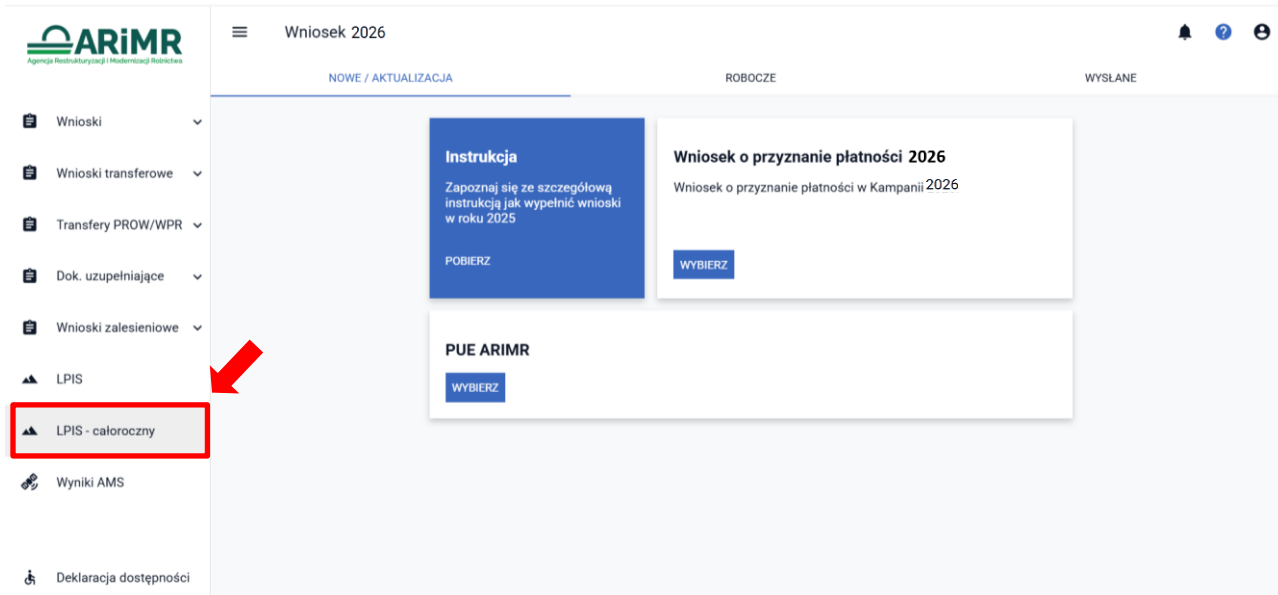 ARiMR
Agencja Restrukturyzacji i Modernizacji Rolnictwa
Wniosek 2026
NOWE / AKTUALIZACJA
ROBOCZE
WYSŁANE
Wnioski
Wnioski transferowe
Transfery PROW/WPR
Dok. uzupełniające
Wnioski zalesieniowe
LPIS
LPIS - całoroczny
Wyniki AMS
Deklaracja dostępności
Instrukcja
Zapoznaj się ze szczegółową
instrukcją jak wypełnić wnioski
w roku 2025
POBIERZ
Wniosek o przyznanie płatności 2026
Wniosek o przyznanie płatności w Kampanii 2026
WYBIERZ
PUE ARIMR
WYBIERZ